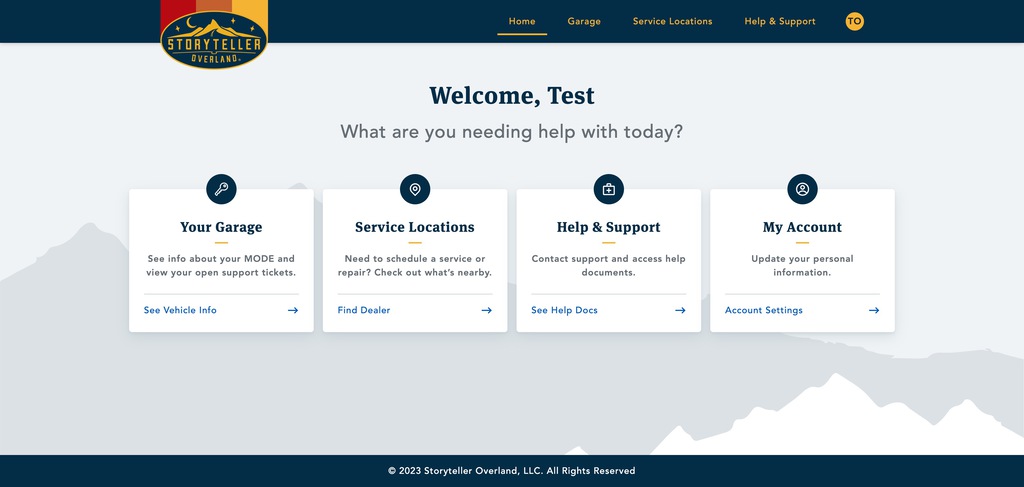 STORYTELLER
OVERLAND
Home
Garage
Service Locations
Help & Support
TO
Welcome, Test
What are you needing help with today?
Your Garage
See info about your MODE and
view your open support tickets.
See Vehicle Info
Service Locations
Need to schedule a service or
repair? Check out what's nearby.
Find Dealer
Help & Support
Contact support and access help
documents.
See Help Docs
My Account
Update your personal
information.
Account Settings
© 2023 Storyteller Overland, LLC. All Rights Reserved